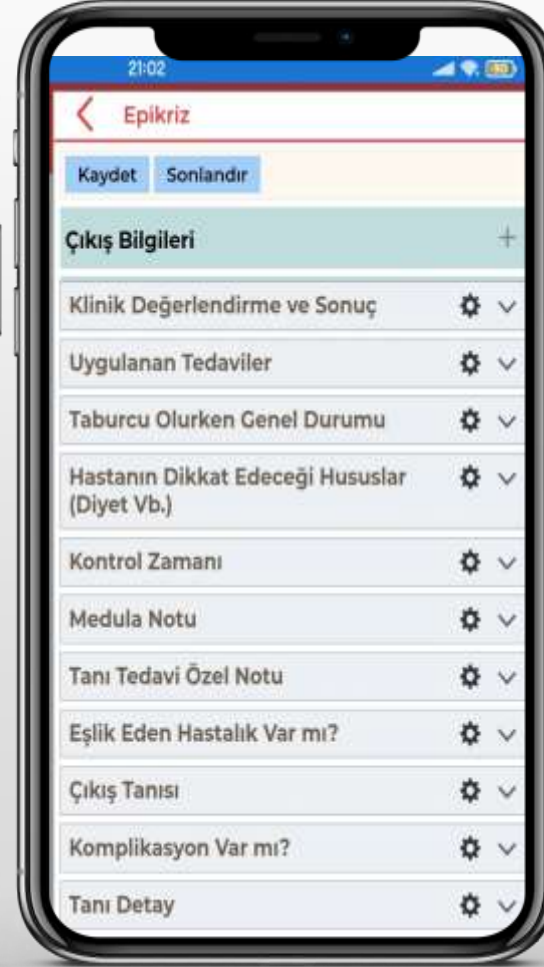 21:02
Epikriz
Kaydet Sonlandır
Çıkış Bilgileri
Klinik Değerlendirme ve Sonuç
Uygulanan Tedaviler
Taburcu Olurken Genel Durumu
Hastanın Dikkat Edeceği Hususlar
(Diyet Vb.)
Kontrol Zamanı
Medula Notu
Tanı Tedavi Özel Notu
Eşlik Eden Hastalık Var mı?
Çıkış Tanısı
Komplikasyon Var mı?
Tanı Detay